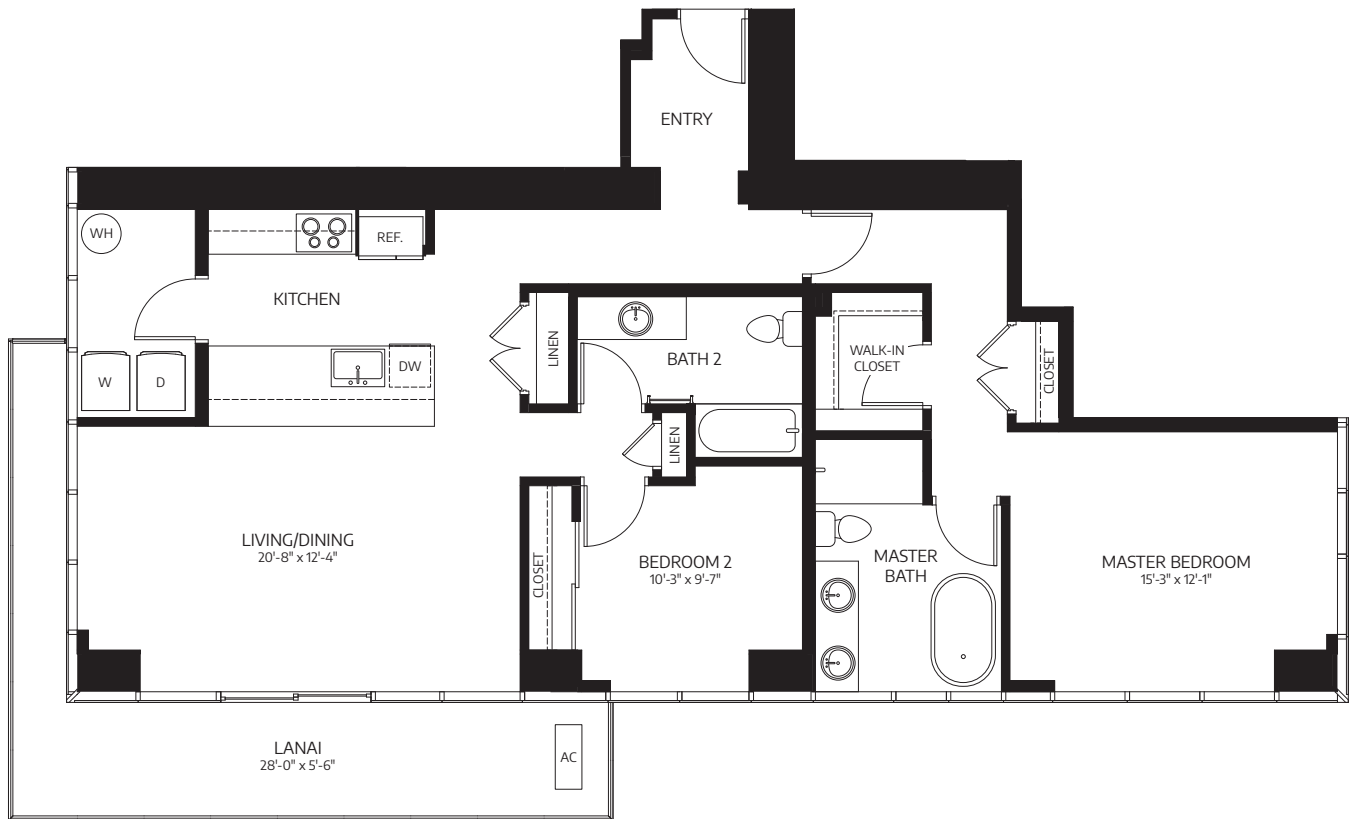 ENTRY
WH
REF.
KITCHEN
LINEN
BATH 2
WALK-IN
CLOSET
CLOSET
W
D
DW
LINEN
LIVING/DINING
20'-8" x 12'-4"
CLOSET
BEDROOM 2
10'-3" x 9'-7"
MASTER
BATH
MASTER BEDROOM
15'-3" x 12'-1"
LANAI
28'-0" x 5'-6"
AC